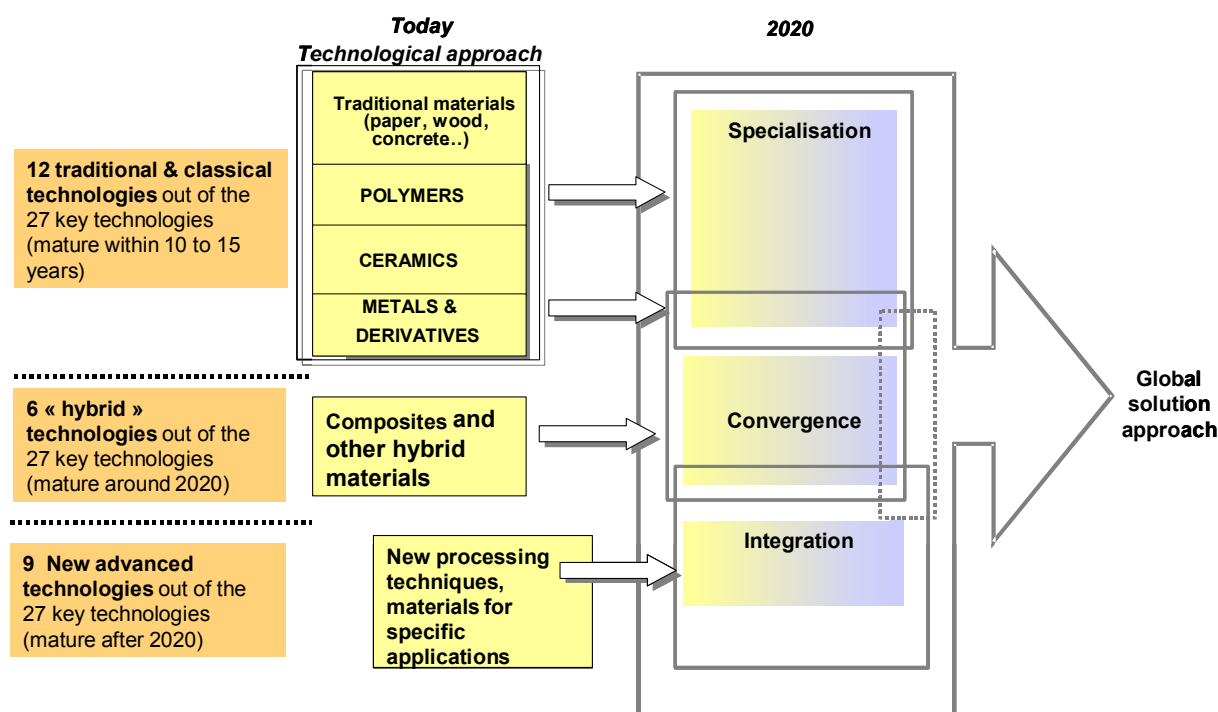 Today
Technological approach
2020
12 traditional & classical
technologies out of the
27 key technologies
(mature within 10 to 15
years)
Traditional materials
(paper, wood,
concrete..)
POLYMERS
CERAMICS
METALS &
DERIVATIVES
Specialisation
6 « hybrid »
technologies out of the
27 key technologies
(mature around 2020)
Composites and
other hybrid
materials
Convergence
Global
solution
approach
9 New advanced
technologies out of the
27 key technologies
(mature after 2020)
New processing
techniques,
materials for
specific
applications
Integration